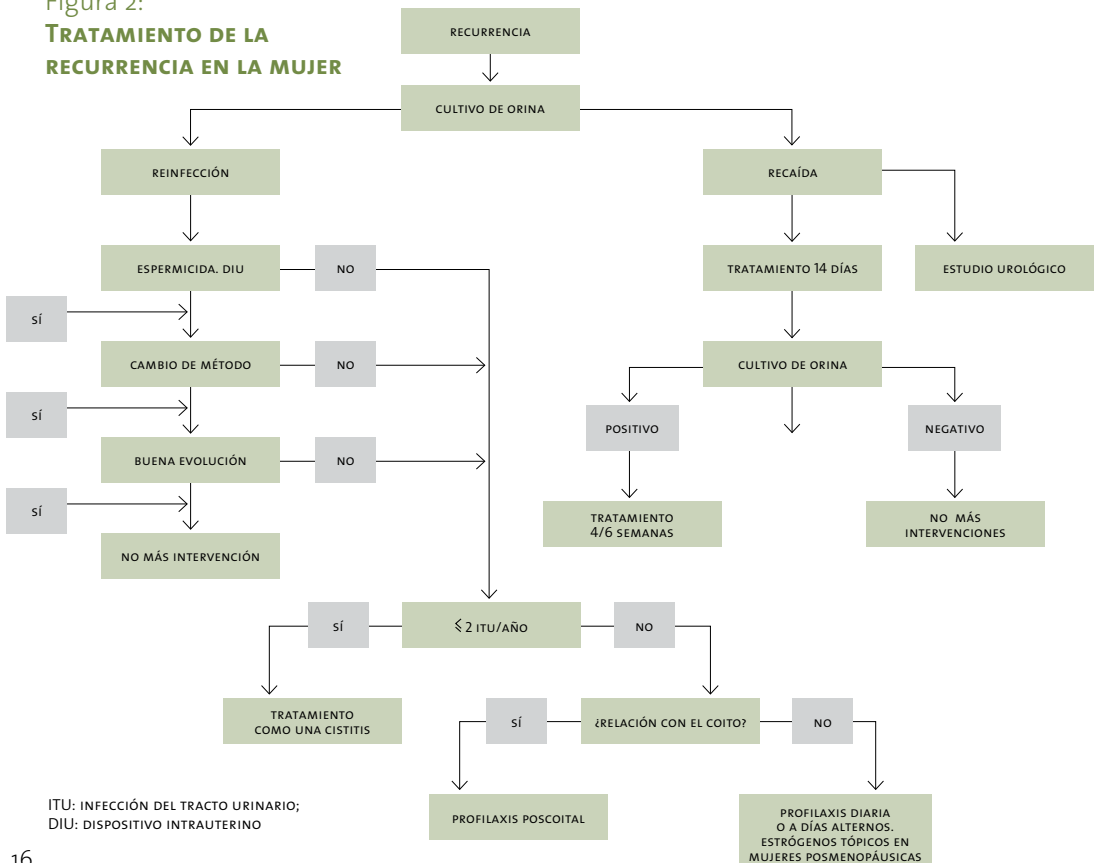 Figura 2:
Tratamiento de la
recurrencia en la mujer
RECURRENCIA
CULTIVO DE ORINA
REINFECCIÓN
RECAÍDA
ESPERMICIDA. DIU
NO
TRATAMIENTO 14 DÍAS
ESTUDIO UROLÓGICO
SÍ
CAMBIO DE MÉTODO
NO
CULTIVO DE ORINA
SÍ
POSITIVO
NEGATIVO
BUENA EVOLUCIÓN
NO
SÍ
TRATAMIENTO
4/6 SEMANAS
NO MÁS
INTERVENCIONES
NO MÁS INTERVENCIÓN
SÍ
≤ 2 ITU/AÑO
NO
TRATAMIENTO
COMO UNA CISTITIS
SÍ
¿RELACIÓN CON EL COITO?
NO
ITU: INFECCIÓN DEL TRACTO URINARIO;
DIU: DISPOSITIVO INTRAUTERINO
PROFILAXIS POSCOITAL
PROFILAXIS DIARIA
O A DÍAS ALTERNOS.
ESTRÓGENOS TÓPICOS EN
MUJERES POSMENOPÁUSICAS
16